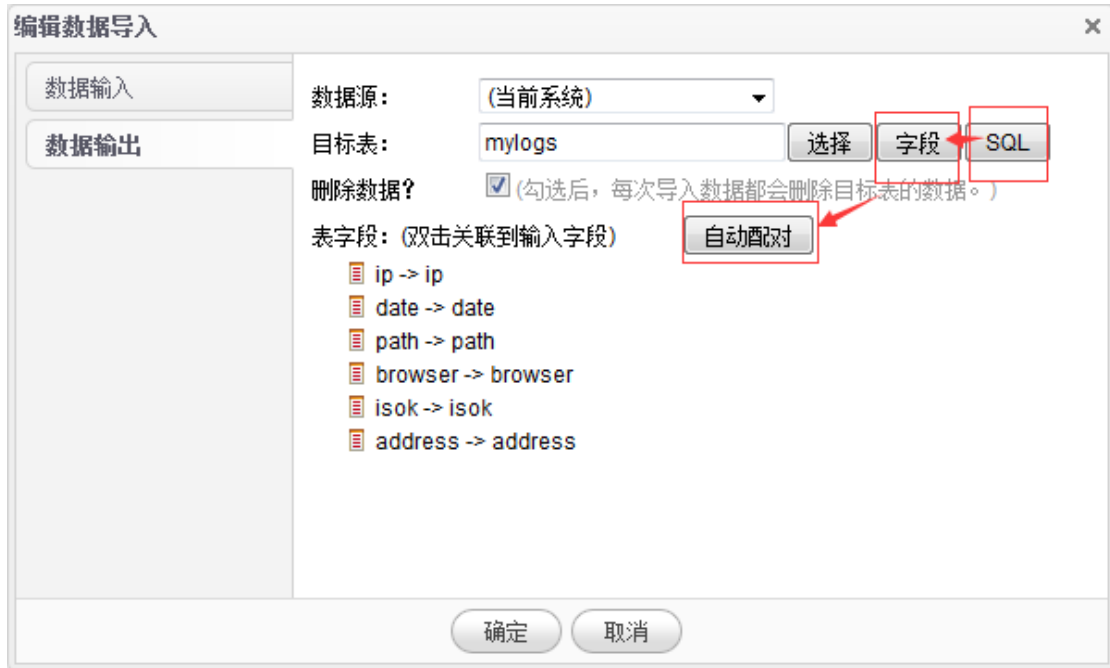 编辑数据导入
数据输入
数据输出
数据源： (当前系统)
目标表： mylogs 选择 字段 SQL
删除数据？ (勾选后，每次导入数据都会删除目标表的数据。)
表字段：(双击关联到输入字段) 自动配对
ip -> ip
date -> date
path -> path
browser -> browser
isok -> isok
address -> address
确定 取消